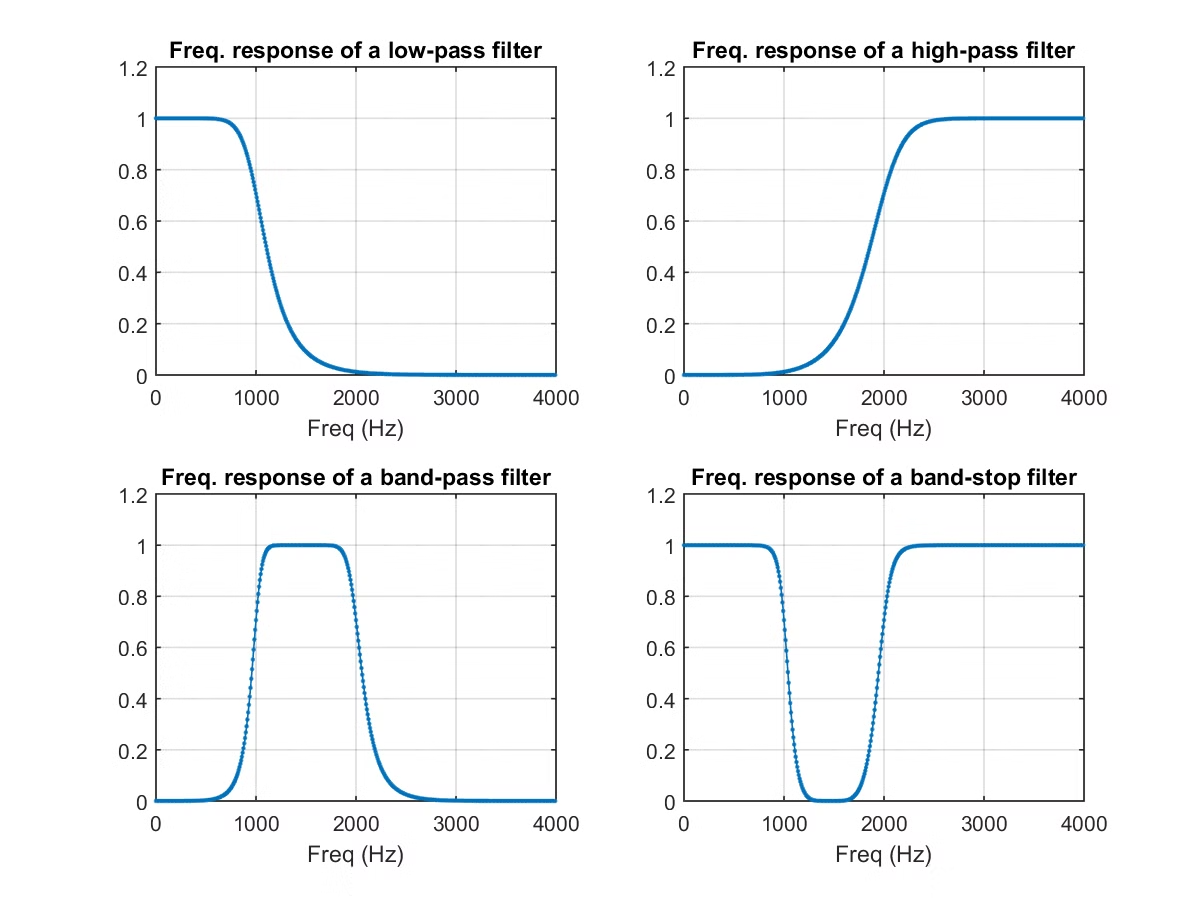 Freq. response of a low-pass filter
1.2
1
0.8
0.6
0.4
0.2
0
0 1000 2000 3000 4000
Freq (Hz)
Freq. response of a high-pass filter
1.2
1
0.8
0.6
0.4
0.2
0
0 1000 2000 3000 4000
Freq (Hz)
Freq. response of a band-pass filter
1.2
1
0.8
0.6
0.4
0.2
0
0 1000 2000 3000 4000
Freq (Hz)
Freq. response of a band-stop filter
1.2
1
0.8
0.6
0.4
0.2
0
0 1000 2000 3000 4000
Freq (Hz)